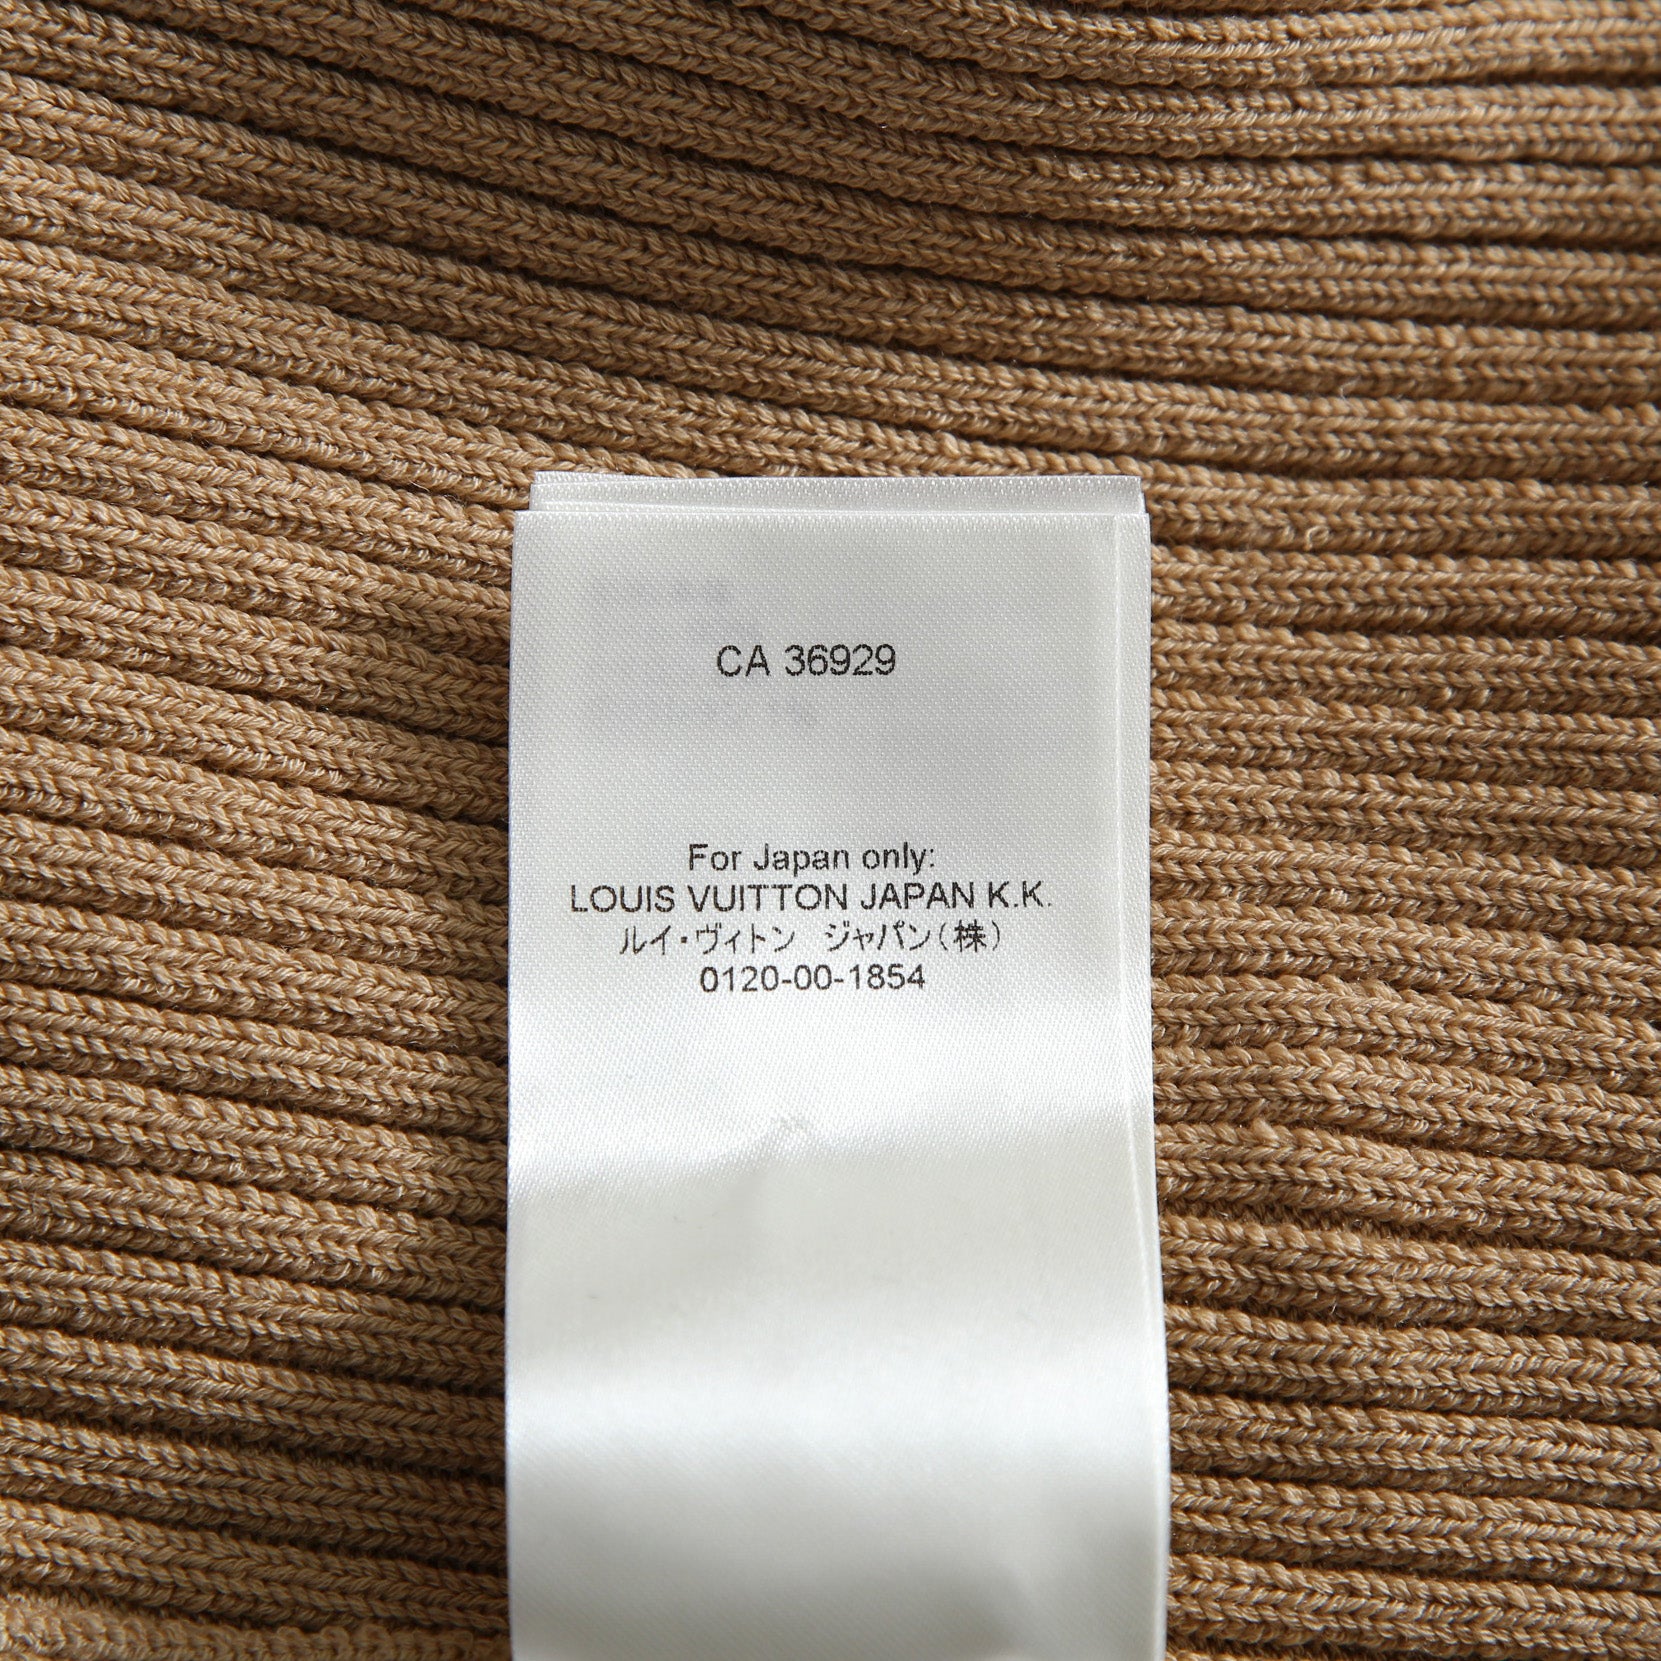 CA 36929
For Japan only:
LOUIS VUITTON JAPAN K.K.
ルイ・ヴィトン　ジャパン(株)
0120-00-1854